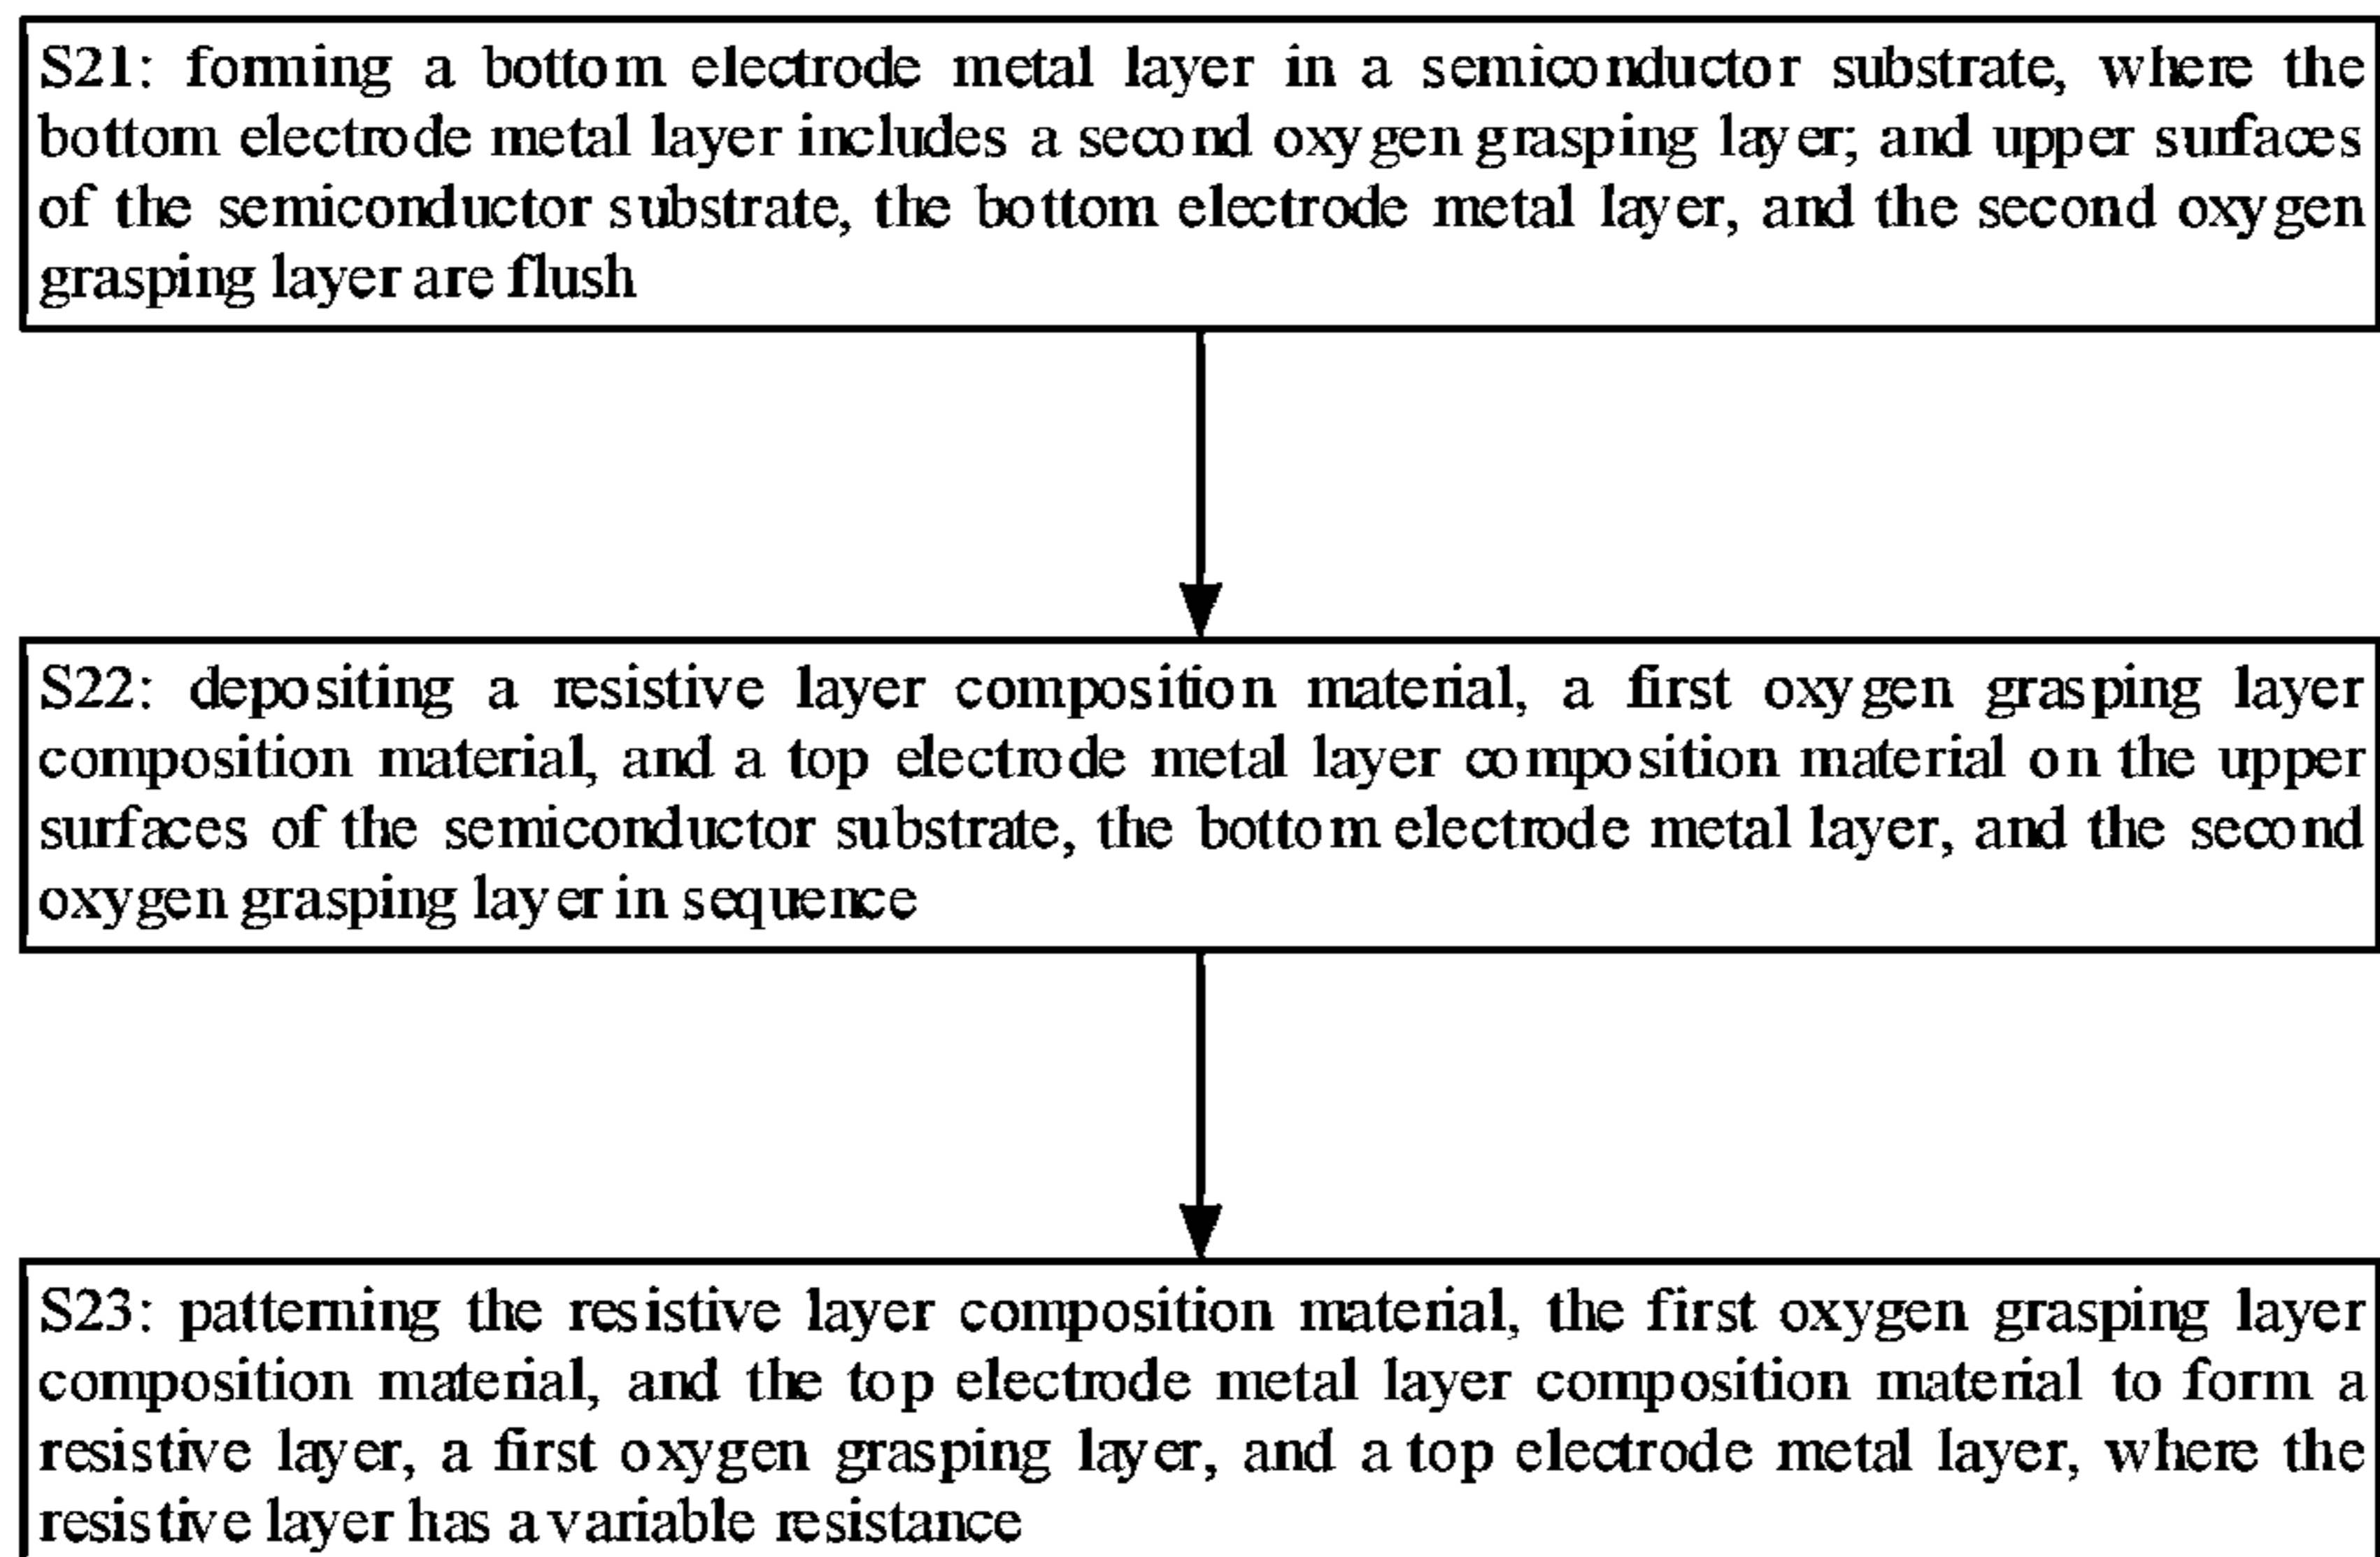 S21: forming a bottom electrode metal layer in a semiconductor substrate, where the
bottom electrode metal layer includes a second oxygen grasping layer; and upper surfaces
of the semiconductor substrate, the bottom electrode metal layer, and the second oxygen
grasping layer are flush
S22: depositing a resistive layer composition material, a first oxygen grasping layer
composition material, and a top electrode metal layer composition material on the upper
surfaces of the semiconductor substrate, the bottom electrode metal layer, and the second
oxygen grasping layer in sequence
S23: patterning the resistive layer composition material, the first oxygen grasping layer
composition material, and the top electrode metal layer composition material to form a
resistive layer, a first oxygen grasping layer, and a top electrode metal layer, where the
resistive layer has a variable resistance